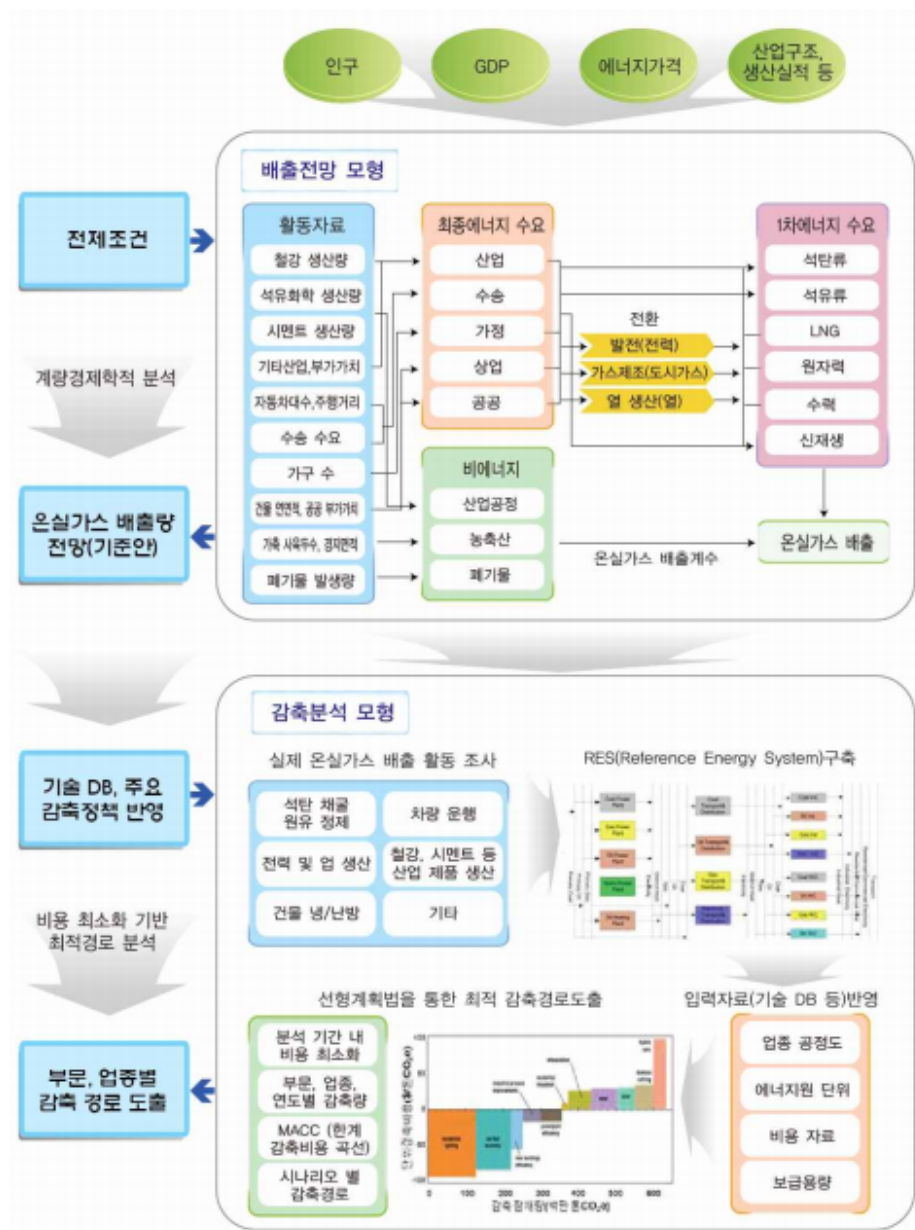 인구
GDP
에너지가격
산업구조,
생산실적 등
배출전망 모형
전제조건
활동자료
철강 생산량
석유화학 생산량
시멘트 생산량
기타산업,부가가치
자동차대수,주행거리
수송 수요
가구 수
건물 연면적, 공공 부가가치
가축 사육두수, 경지면적
폐기물 발생량
최종에너지 수요
산업
수송
가정
상업
공공
비에너지
산업공정
농축산
폐기물
전환
발전(전력)
가스제조(도시가스)
열 생산(열)
1차에너지 수요
석탄류
석유류
LNG
원자력
수력
신재생
온실가스 배출계수
온실가스 배출
계량경제학적 분석
온실가스 배출량
전망(기준안)
감축분석 모형
기술 DB, 주요
감축정책 반영
실제 온실가스 배출 활동 조사
석탄 채굴
원유 정제
차량 운행
전력 및 업 생산
철강, 시멘트 등
산업 제품 생산
건물 냉/난방
기타
RES(Reference Energy System)구축
비용 최소화 기반
최적경로 분석
부문, 업종별
감축 경로 도출
선형계획법을 통한 최적 감축경로도출
분석 기간 내
비용 최소화
부문, 업종,
연도별 감축량
MACC (한계
감축비용 곡선)
시나리오 별
감축경로
0
100
200
300
400
500
600
감축 잠재량(백만 톤CO₂e)
입력자료(기술 DB 등)반영
업종 공정도
에너지원 단위
비용 자료
보급용량